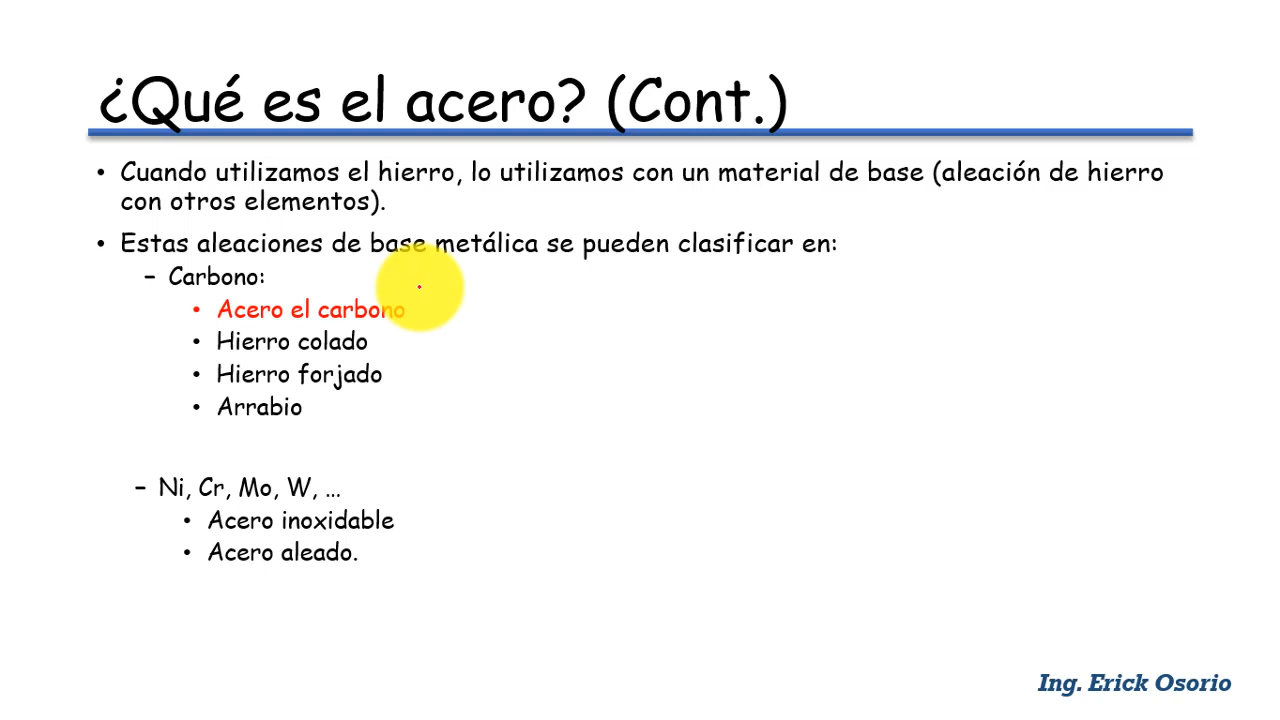 ¿Qué es el acero? (Cont.)
• Cuando utilizamos el hierro, lo utilizamos con un material de base (aleación de hierro
con otros elementos).
• Estas aleaciones de base metálica se pueden clasificar en:
– Carbono:
• Acero el carbono
• Hierro colado
• Hierro forjado
• Arrabio
– Ni, Cr, Mo, W, …
• Acero inoxidable
• Acero aleado.
Ing. Erick Osorio